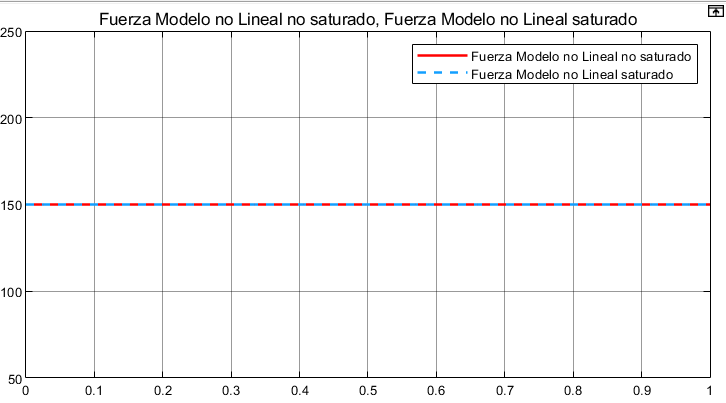 Fuerza Modelo no Lineal no saturado, Fuerza Modelo no Lineal saturado
250
Fuerza Modelo no Lineal no saturado
Fuerza Modelo no Lineal saturado
200
150
100
50
0 0.1 0.2 0.3 0.4 0.5 0.6 0.7 0.8 0.9 1